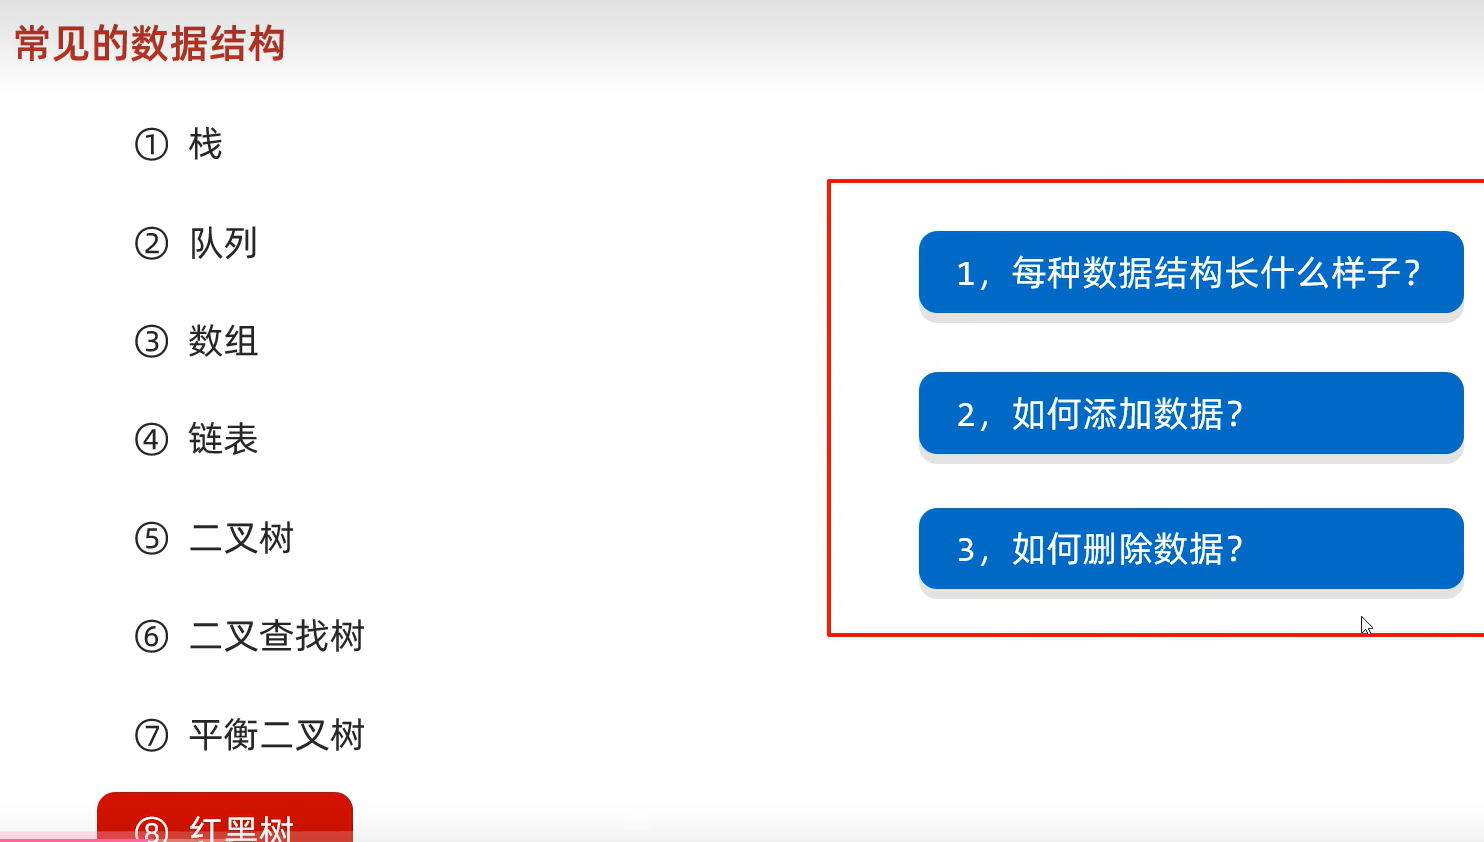 常见的数据结构
① 栈
② 队列
③ 数组
④ 链表
⑤ 二叉树
⑥ 二叉查找树
⑦ 平衡二叉树
⑧ 红黑树
1，每种数据结构长什么样子？
2，如何添加数据？
3，如何删除数据？